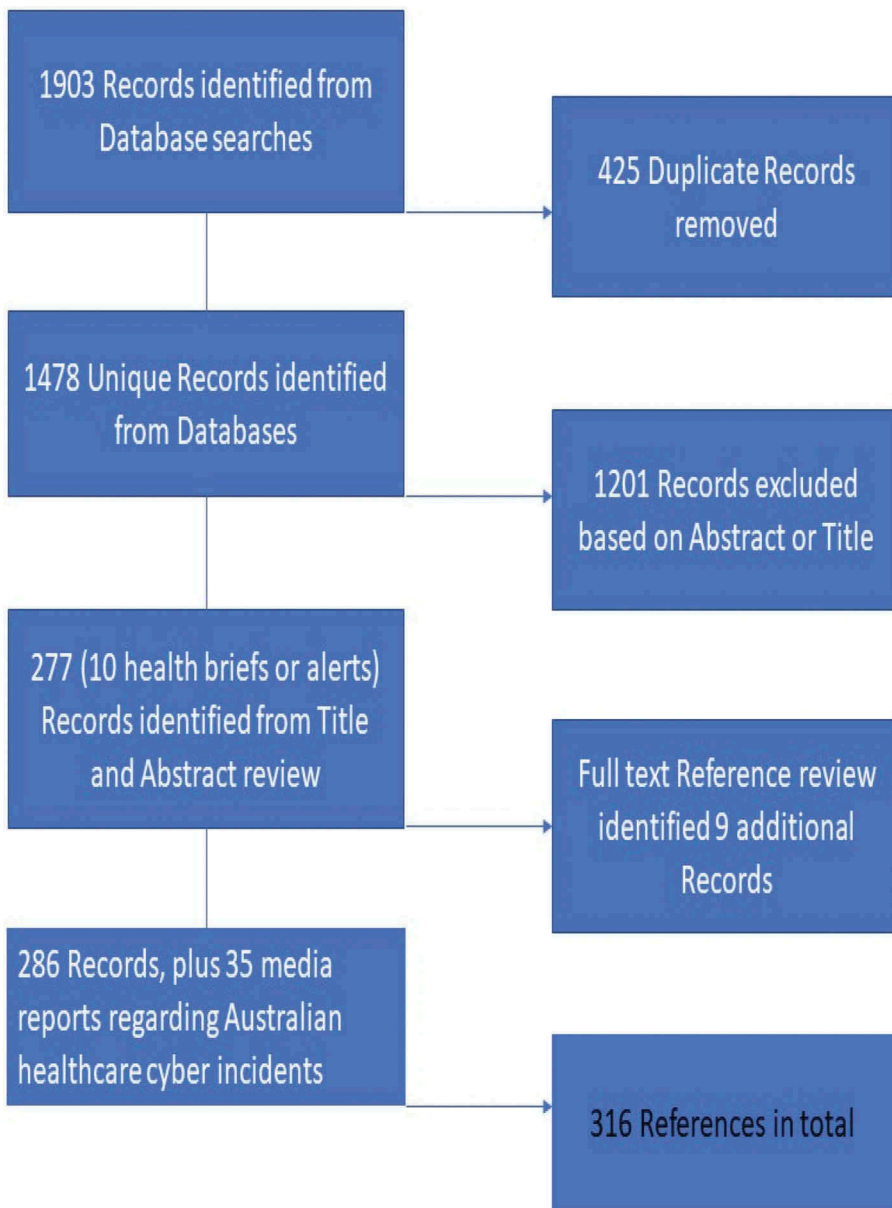 1903 Records identified from
Database searches
425 Duplicate Records
removed
1478 Unique Records identified
from Databases
1201 Records excluded
based on Abstract or Title
277 (10 health briefs or alerts)
Records identified from Title
and Abstract review
Full text Reference review
identified 9 additional
Records
286 Records, plus 35 media
reports regarding Australian
healthcare cyber incidents
316 References in total